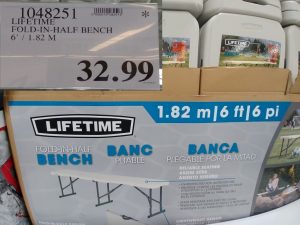 1048251 *
LIFETIME
FOLD-IN-HALF BENCH
6' / 1.82 M
32.99
LIFETIME
1.82 m|6 ft|6 pi
LIFETIME
FOLD-IN-HALF BANC BANCA
BENCH PLIABLE PLEGABLE POR LA MITAD